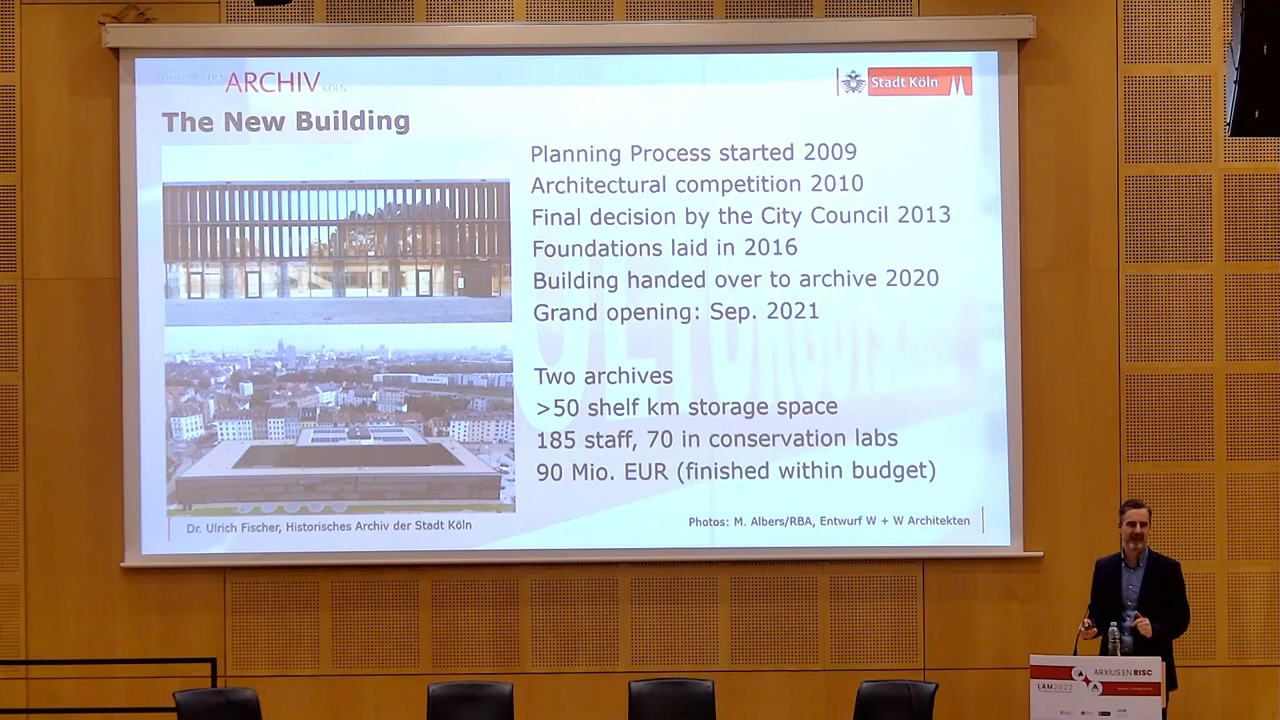 HISTORISCHES ARCHIV KÖLN
Stadt Köln
The New Building
Planning Process started 2009
Architectural competition 2010
Final decision by the City Council 2013
Foundations laid in 2016
Building handed over to archive 2020
Grand opening: Sep. 2021
Two archives
>50 shelf km storage space
185 staff, 70 in conservation labs
90 Mio. EUR (finished within budget)
Dr. Ulrich Fischer, Historisches Archiv der Stadt Köln
Photos: M. Albers/RBA, Entwurf W + W Architekten
ARXIUS EN RISC
LAM2022